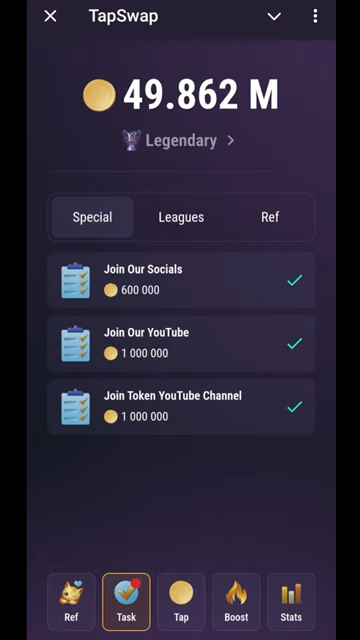 TapSwap
49.862 M
Legendary
Special
Leagues
Ref
Join Our Socials
600 000
Join Our YouTube
1 000 000
Join Token YouTube Channel
1 000 000
Ref
Task
Tap
Boost
Stats